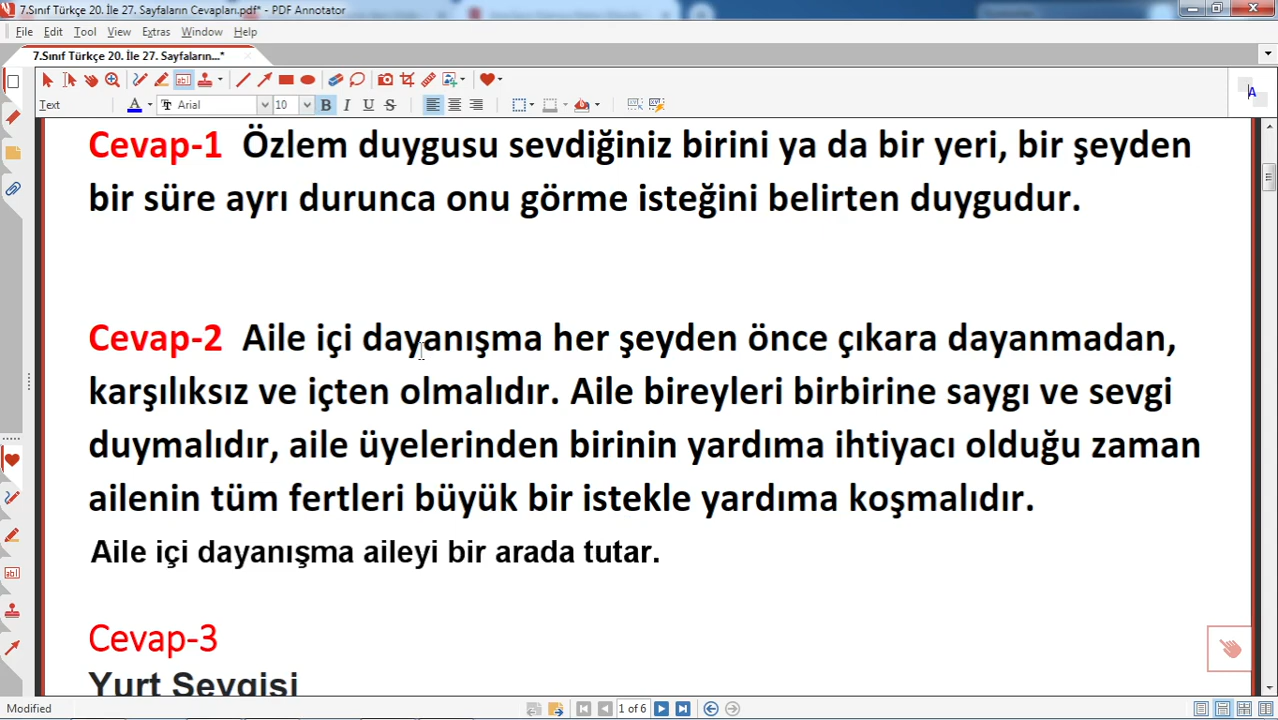 7.Sınıf Türkçe 20. İle 27. Sayfaların Cevapları.pdf* - PDF Annotator
File Edit Tool View Extras Window Help
7.Sınıf Türkçe 20. İle 27. Sayfaların...*
Text Arial 10 B I U S
Cevap-1 Özlem duygusu sevdiğiniz birini ya da bir yeri, bir şeyden
bir süre ayrı durunca onu görme isteğini belirten duygudur.
Cevap-2 Aile içi dayanışma her şeyden önce çıkara dayanmadan,
karşılıksız ve içten olmalıdır. Aile bireyleri birbirine saygı ve sevgi
duymalıdır, aile üyelerinden birinin yardıma ihtiyacı olduğu zaman
ailenin tüm fertleri büyük bir istekle yardıma koşmalıdır.
Aile içi dayanışma aileyi bir arada tutar.
Cevap-3
Yurt Sevgisi
Modified 1 of 6